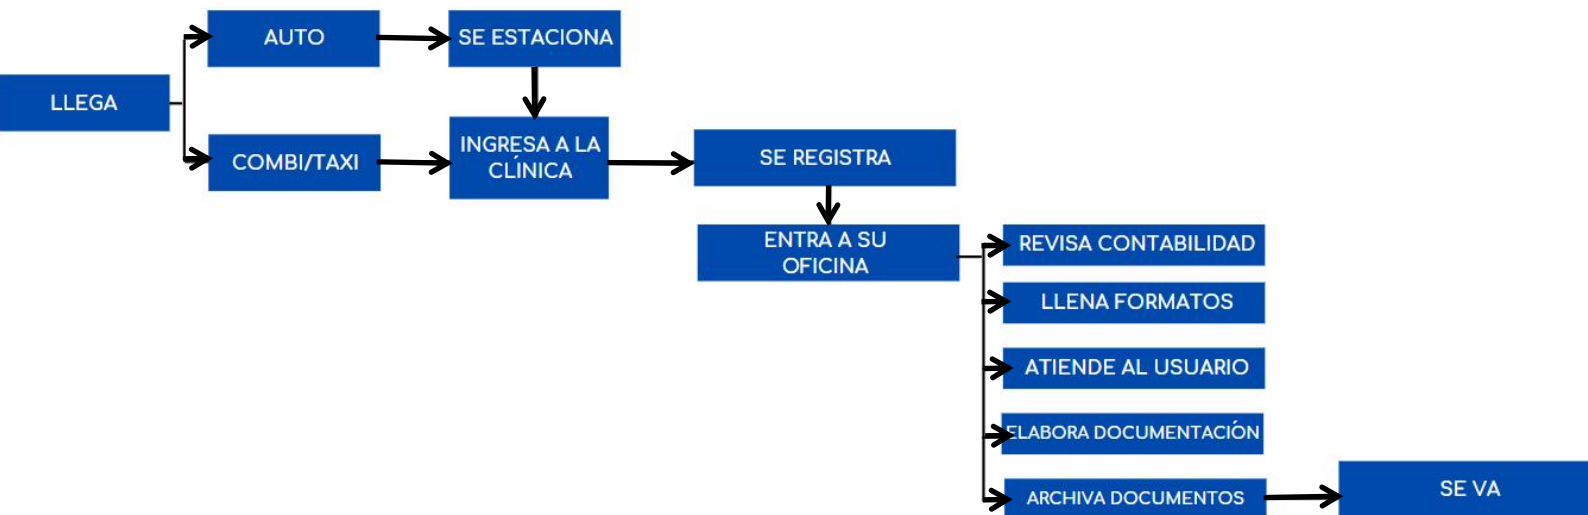 LLEGA
AUTO
SE ESTACIONA
COMBI/TAXI
INGRESA A LA
CLÍNICA
SE REGISTRA
ENTRA A SU
OFICINA
REVISA CONTABILIDAD
LLENA FORMATOS
ATIENDE AL USUARIO
ELABORA DOCUMENTACIÓN
ARCHIVA DOCUMENTOS
SE VA